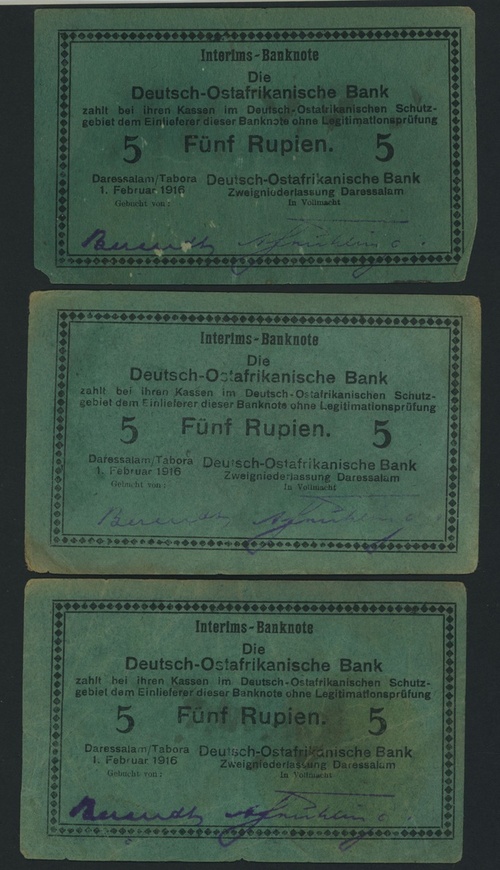 Interims-Banknote
Die
Deutsch-Ostafrikanische Bank
zahlt bei ihren Kassen im Deutsch-Ostafrikanischen Schutz-
gebiet dem Einlieferer dieser Banknote ohne Legitimationsprüfung
5 Fünf Rupien. 5
Daressalam/Tabora Deutsch-Ostafrikanische Bank
1. Februar 1916 Zweigniederlassung Daressalam
Gebucht von: In Vollmacht
Interims-Banknote
Die
Deutsch-Ostafrikanische Bank
zahlt bei ihren Kassen im Deutsch-Ostafrikanischen Schutz-
gebiet dem Einlieferer dieser Banknote ohne Legitimationsprüfung
5 Fünf Rupien. 5
Daressalam/Tabora Deutsch-Ostafrikanische Bank
1. Februar 1916 Zweigniederlassung Daressalam
Gebucht von: In Vollmacht
Interims-Banknote
Die
Deutsch-Ostafrikanische Bank
zahlt bei ihren Kassen im Deutsch-Ostafrikanischen Schutz-
gebiet dem Einlieferer dieser Banknote ohne Legitimationsprüfung
5 Fünf Rupien. 5
Daressalam/Tabora Deutsch-Ostafrikanische Bank
1. Februar 1916 Zweigniederlassung Daressalam
Gebucht von: In Vollmacht